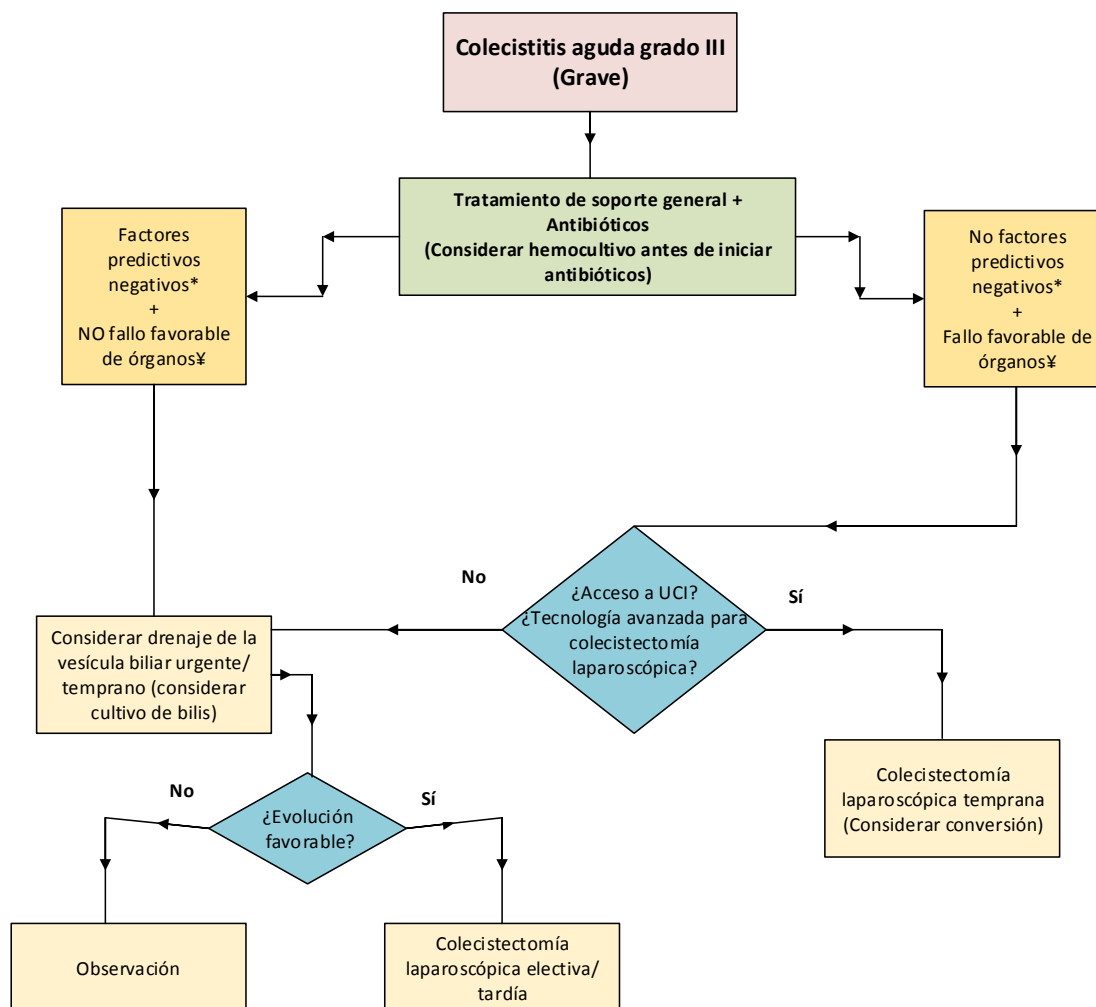 Colecistitis aguda grado III
(Grave)
Tratamiento de soporte general +
Antibióticos
(Considerar hemocultivo antes de iniciar
antibióticos)
Factores
predictivos
negativos*
+
NO fallo favorable
de órganos¥
No factores
predictivos
negativos*
+
Fallo favorable de
órganos¥
¿Acceso a UCI?
¿Tecnología avanzada para
colecistectomía
laparoscópica?
No
Sí
Considerar drenaje de la
vesícula biliar urgente/
temprano (considerar
cultivo de bilis)
Colecistectomía
laparoscópica temprana
(Considerar conversión)
¿Evolución
favorable?
No
Sí
Observación
Colecistectomía
laparoscópica electiva/
tardía